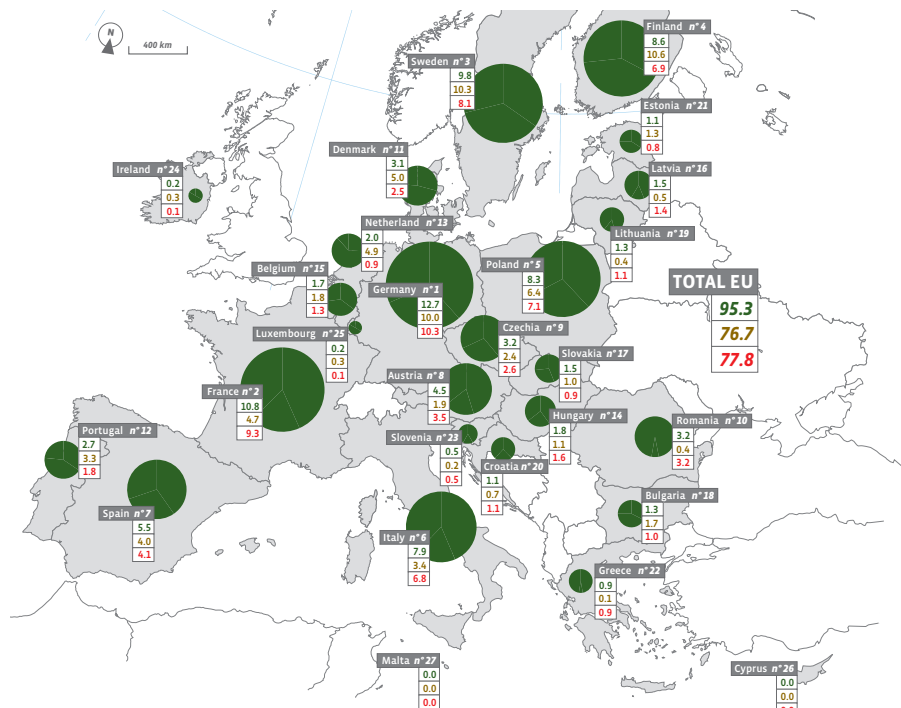 N
400 km
Finland n°4
8.6
10.6
6.9
Sweden n°3
9.8
10.3
8.1
Estonia n°21
1.1
1.3
0.8
Denmark n°11
3.1
5.0
2.5
Ireland n°24
0.2
0.3
0.1
Latvia n°16
1.5
0.5
1.4
Netherland n°13
2.0
4.9
0.9
Lithuania n°19
1.3
0.4
1.1
Belgium n°15
1.7
1.8
1.3
Germany n°1
12.7
10.0
10.3
Poland n°5
8.3
6.4
7.1
TOTAL EU
95.3
76.7
77.8
Luxembourg n°25
0.2
0.3
0.1
Czechia n°9
3.2
2.4
2.6
Slovakia n°17
1.5
1.0
0.9
Austria n°8
4.5
1.9
3.5
France n°2
10.8
4.7
9.3
Hungary n°14
1.8
1.1
1.6
Romania n°10
3.2
0.4
3.2
Portugal n°12
2.7
3.3
1.8
Slovenia n°23
0.5
0.2
0.5
Croatia n°20
1.1
0.7
1.1
Bulgaria n°18
1.3
1.7
1.0
Spain n°7
5.5
4.0
4.1
Italy n°6
7.9
3.4
6.8
Greece n°22
0.9
0.1
0.9
Malta n°27
0.0
0.0
0.0
Cyprus n°26
0.0
0.0